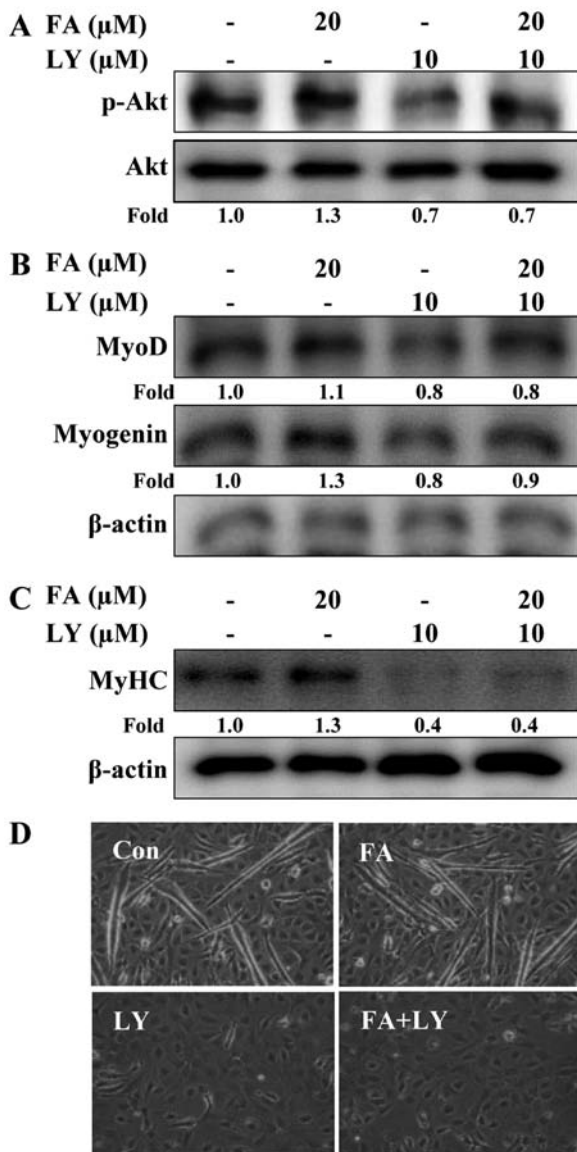 A FA (µM) - 20 - 20
LY (µM) - - 10 10
p-Akt
Akt
Fold 1.0 1.3 0.7 0.7
B FA (µM) - 20 - 20
LY (µM) - - 10 10
MyoD
Fold 1.0 1.1 0.8 0.8
Myogenin
Fold 1.0 1.3 0.8 0.9
β-actin
C FA (µM) - 20 - 20
LY (µM) - - 10 10
MyHC
Fold 1.0 1.3 0.4 0.4
β-actin
D
Con FA
LY FA+LY